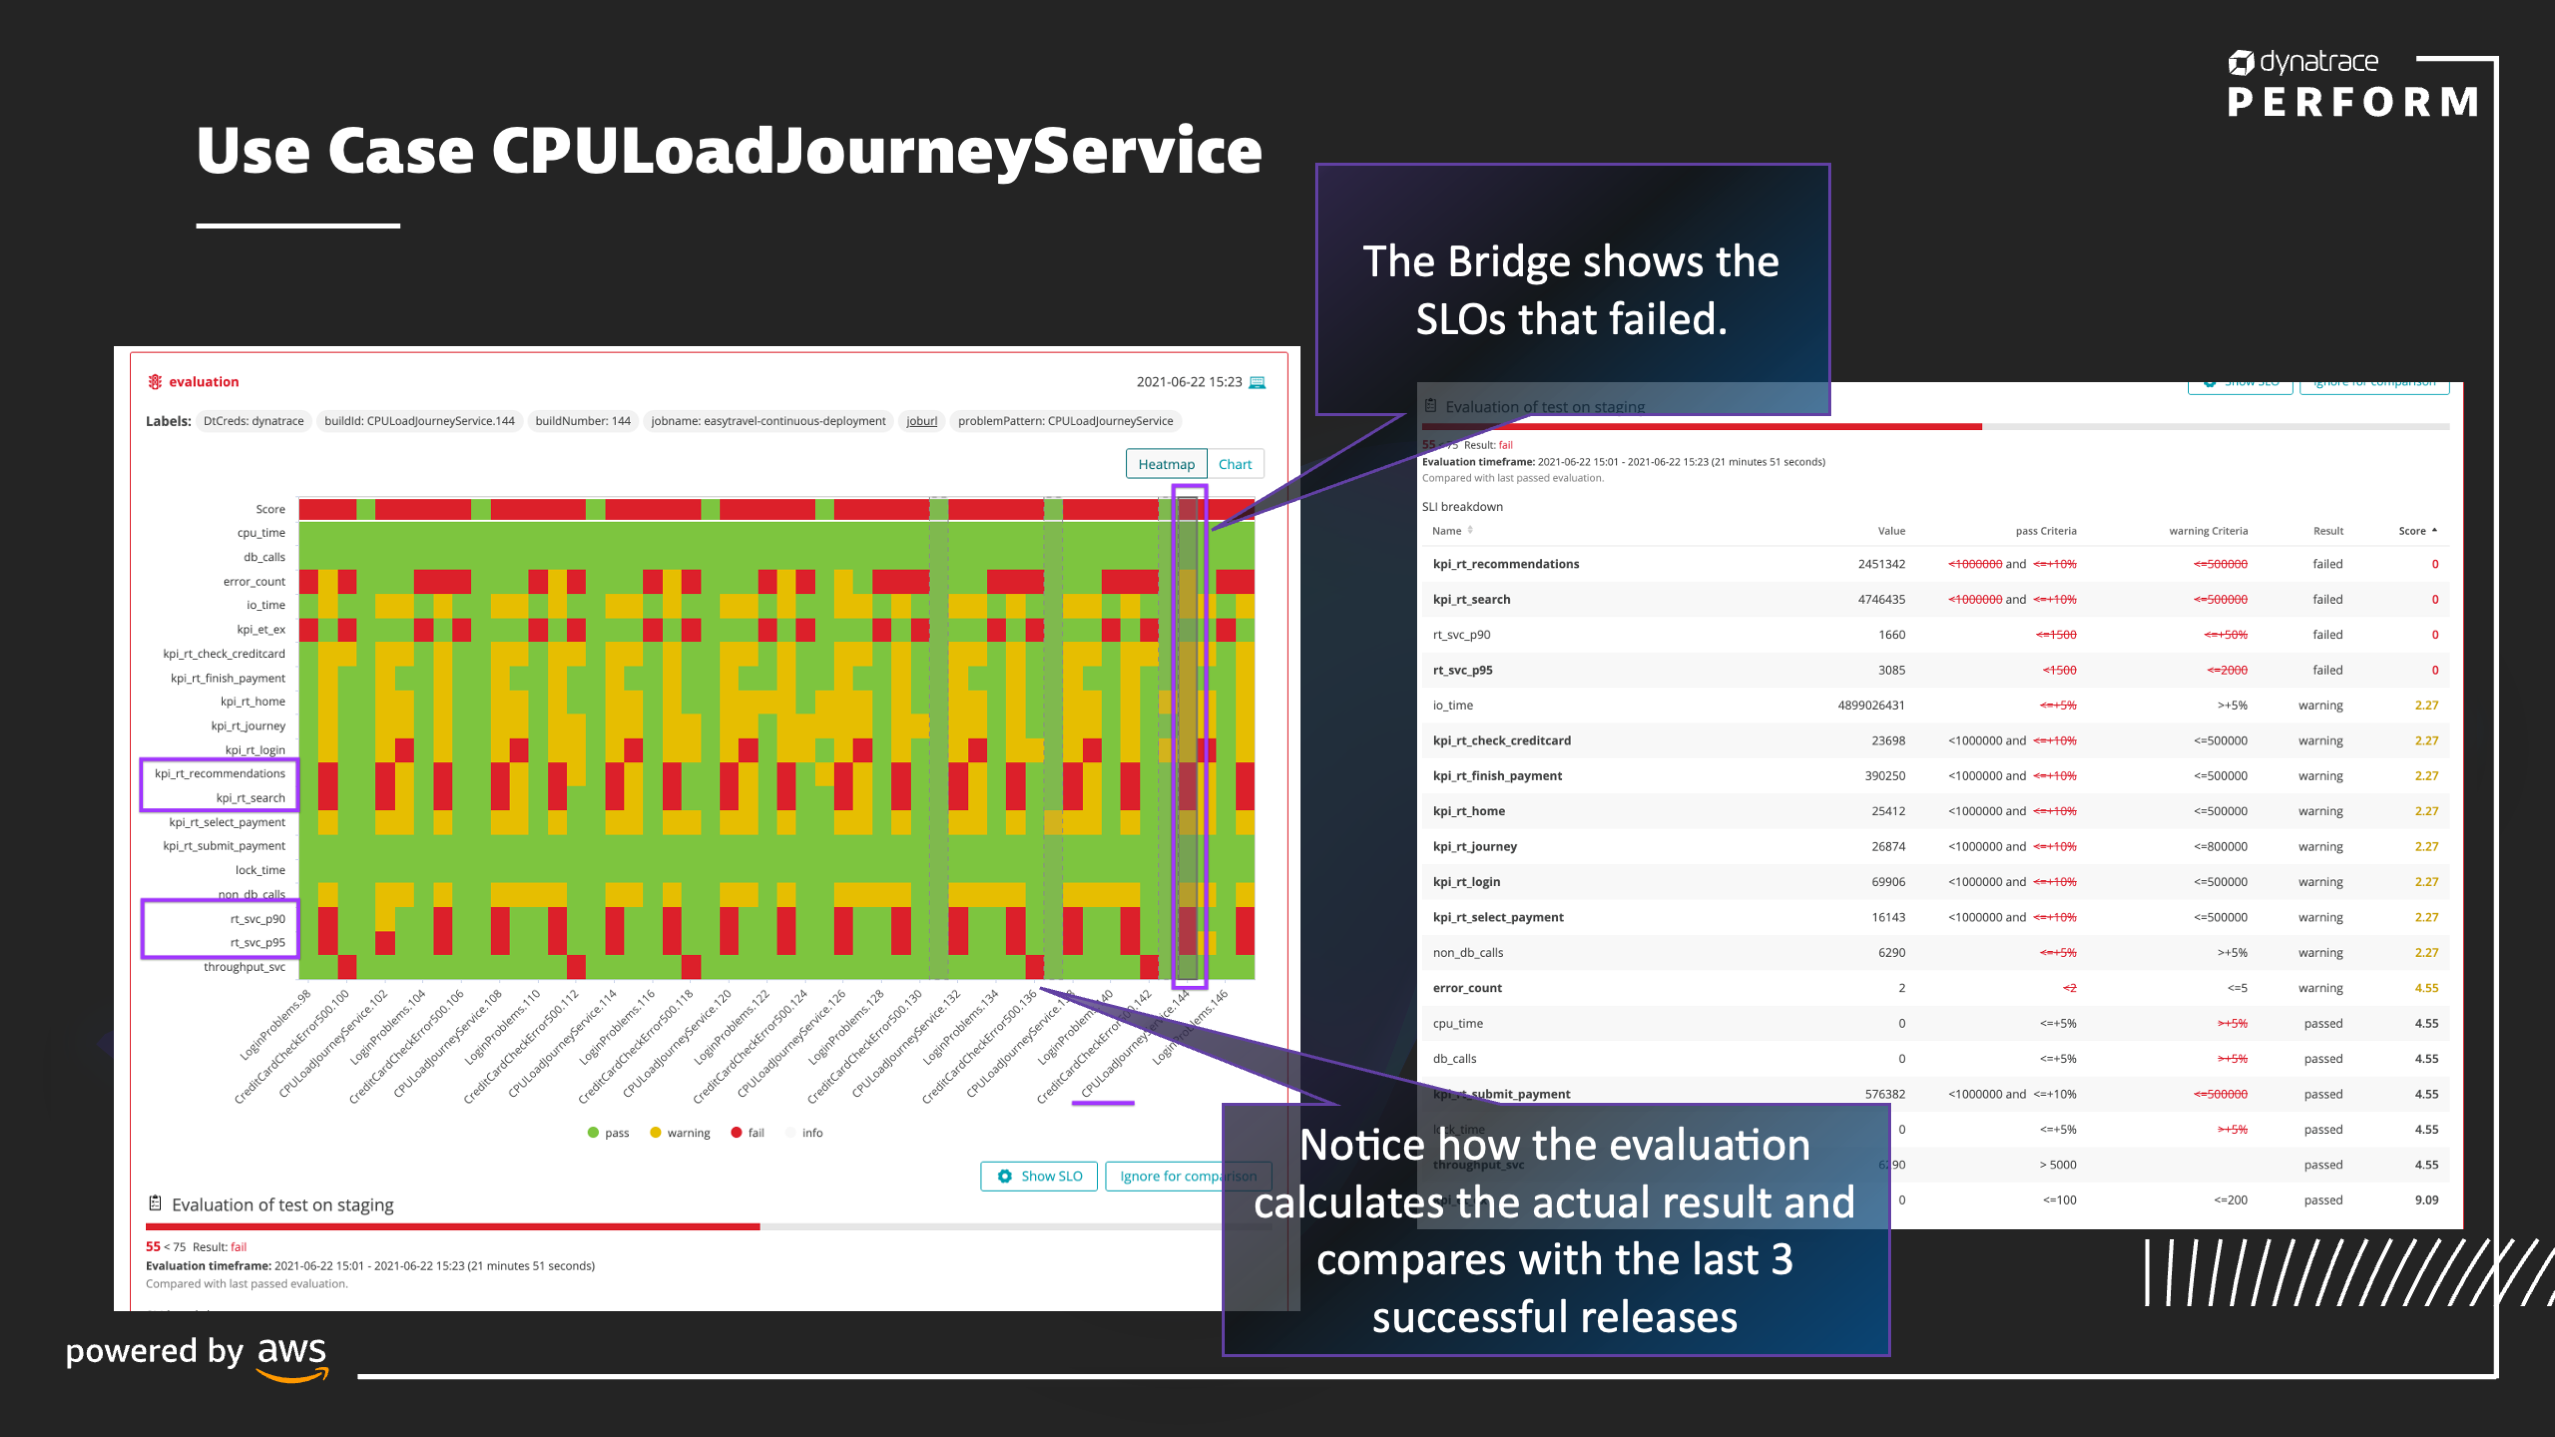 dynatrace
PERFORM
Use Case CPULoadJourneyService
The Bridge shows the
SLOs that failed.
evaluation
2021-06-22 15:23
Labels: DtCreds: dynatrace buildId: CPULoadJourneyService.144 buildNumber: 144 jobname: easytravel-continuous-deployment joburl problemPattern: CPULoadJourneyService
Heatmap Chart
Score
cpu_time
db_calls
error_count
io_time
kpi_et_ex
kpi_rt_check_creditcard
kpi_rt_finish_payment
kpi_rt_home
kpi_rt_journey
kpi_rt_login
kpi_rt_recommendations
kpi_rt_search
kpi_rt_select_payment
kpi_rt_submit_payment
lock_time
non_db_calls
rt_svc_p90
rt_svc_p95
throughput_svc
LoginProblems.98
CreditCardCheckError500.100
CPULoadJourneyService.102
LoginProblems.104
CreditCardCheckError500.106
CPULoadJourneyService.108
LoginProblems.110
CreditCardCheckError500.112
CPULoadJourneyService.114
LoginProblems.116
CreditCardCheckError500.118
CPULoadJourneyService.120
LoginProblems.122
CreditCardCheckError500.124
CPULoadJourneyService.126
LoginProblems.128
CreditCardCheckError500.130
CPULoadJourneyService.132
LoginProblems.134
CreditCardCheckError500.136
CPULoadJourneyService.138
LoginProblems.140
CreditCardCheckError500.142
CPULoadJourneyService.144
LoginProblems.146
pass warning fail info
Show SLO Ignore for comparison
Evaluation of test on staging
55 < 75 Result: fail
Evaluation timeframe: 2021-06-22 15:01 - 2021-06-22 15:23 (21 minutes 51 seconds)
Compared with last passed evaluation.
Show SLO Ignore for comparison
Evaluation of test on staging
55 < 75 Result: fail
Evaluation timeframe: 2021-06-22 15:01 - 2021-06-22 15:23 (21 minutes 51 seconds)
Compared with last passed evaluation.
SLI breakdown
Name Value pass Criteria warning Criteria Result Score
kpi_rt_recommendations 2451342 <1000000 and <=+10% <=500000 failed 0
kpi_rt_search 4746435 <1000000 and <=+10% <=500000 failed 0
rt_svc_p90 1660 <=1500 <=+50% failed 0
rt_svc_p95 3085 <1500 <=2000 failed 0
io_time 4899026431 <=+5% >+5% warning 2.27
kpi_rt_check_creditcard 23698 <1000000 and <=+10% <=500000 warning 2.27
kpi_rt_finish_payment 390250 <1000000 and <=+10% <=500000 warning 2.27
kpi_rt_home 25412 <1000000 and <=+10% <=500000 warning 2.27
kpi_rt_journey 26874 <1000000 and <=+10% <=800000 warning 2.27
kpi_rt_login 69906 <1000000 and <=+10% <=500000 warning 2.27
kpi_rt_select_payment 16143 <1000000 and <=+10% <=500000 warning 2.27
non_db_calls 6290 <=+5% >+5% warning 2.27
error_count 2 <2 <=5 warning 4.55
cpu_time 0 <=+5% >+5% passed 4.55
db_calls 0 <=+5% >+5% passed 4.55
kpi_rt_submit_payment 576382 <1000000 and <=+10% <=500000 passed 4.55
lock_time 0 <=+5% >+5% passed 4.55
throughput_svc 6290 > 5000 passed 4.55
0 <=100 <=200 passed 9.09
Notice how the evaluation
calculates the actual result and
compares with the last 3
successful releases
powered by aws